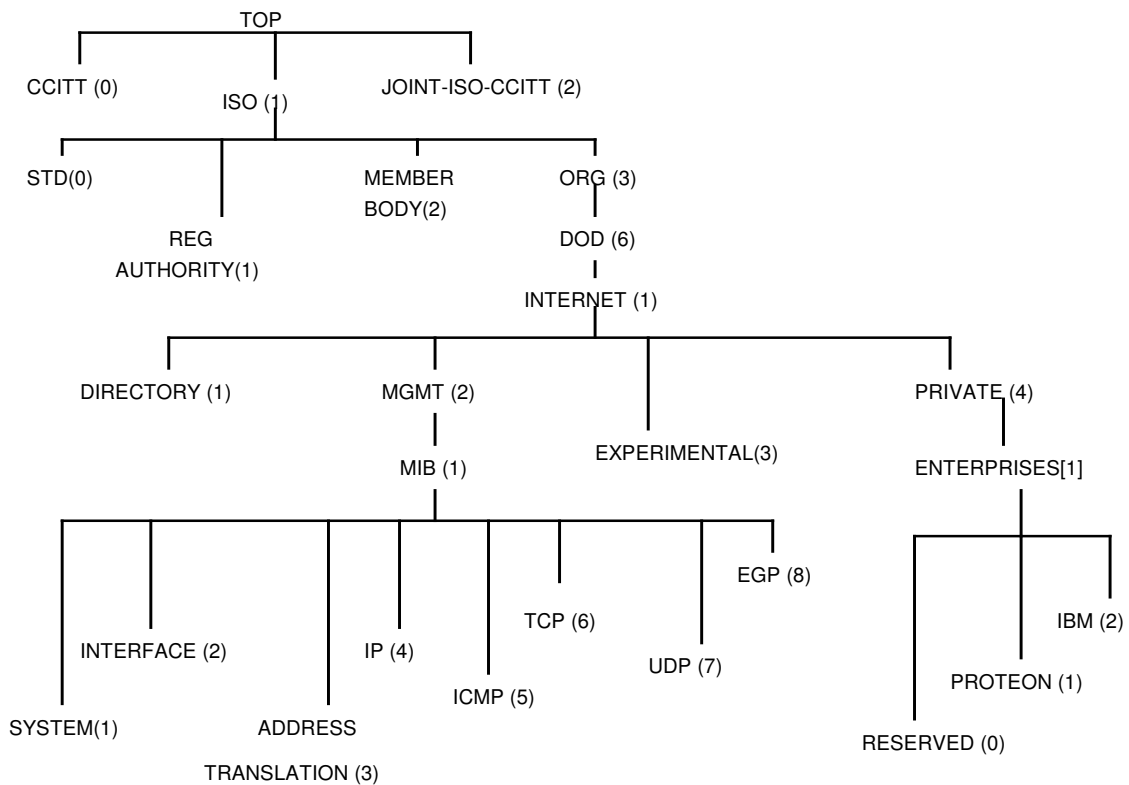 TOP
CCITT (0)
ISO (1)
JOINT-ISO-CCITT (2)
STD(0)
REG
AUTHORITY(1)
MEMBER
BODY(2)
ORG (3)
DOD (6)
INTERNET (1)
DIRECTORY (1)
MGMT (2)
EXPERIMENTAL(3)
PRIVATE (4)
MIB (1)
ENTERPRISES[1]
SYSTEM(1)
INTERFACE (2)
ADDRESS
TRANSLATION (3)
IP (4)
ICMP (5)
TCP (6)
UDP (7)
EGP (8)
RESERVED (0)
PROTEON (1)
IBM (2)